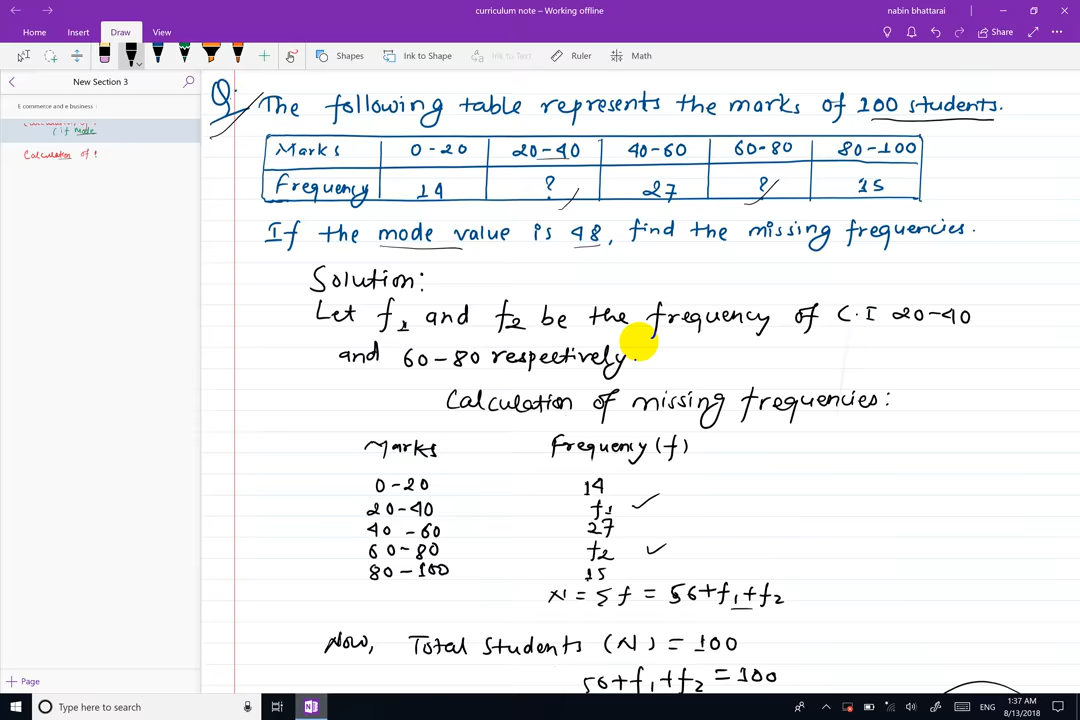 curriculum note – Working offline
nabin bhattarai
Home Insert Draw View
Share
Shapes Ink to Shape Ink to Text Ruler Math
New Section 3
E commerce and e business :
( if mode
Calculation of !
Q. The following table represents the marks of 100 students.
Marks 0-20 20-40 40-60 60-80 80-100
Frequency 14 ? 27 ? 15
If the mode value is 48, find the missing frequencies.
Solution:
Let f1 and f2 be the frequency of C.I 20-40
and 60-80 respectively.
Calculation of missing frequencies:
Marks Frequency (f)
0-20 14
20-40 f1
40-60 27
60-80 f2
80-100 15
N = Σf = 56+f1+f2
Now, Total Students (N) = 100
56+f1+f2 = 100
+ Page
Type here to search
ENG
1:37 AM
8/13/2018